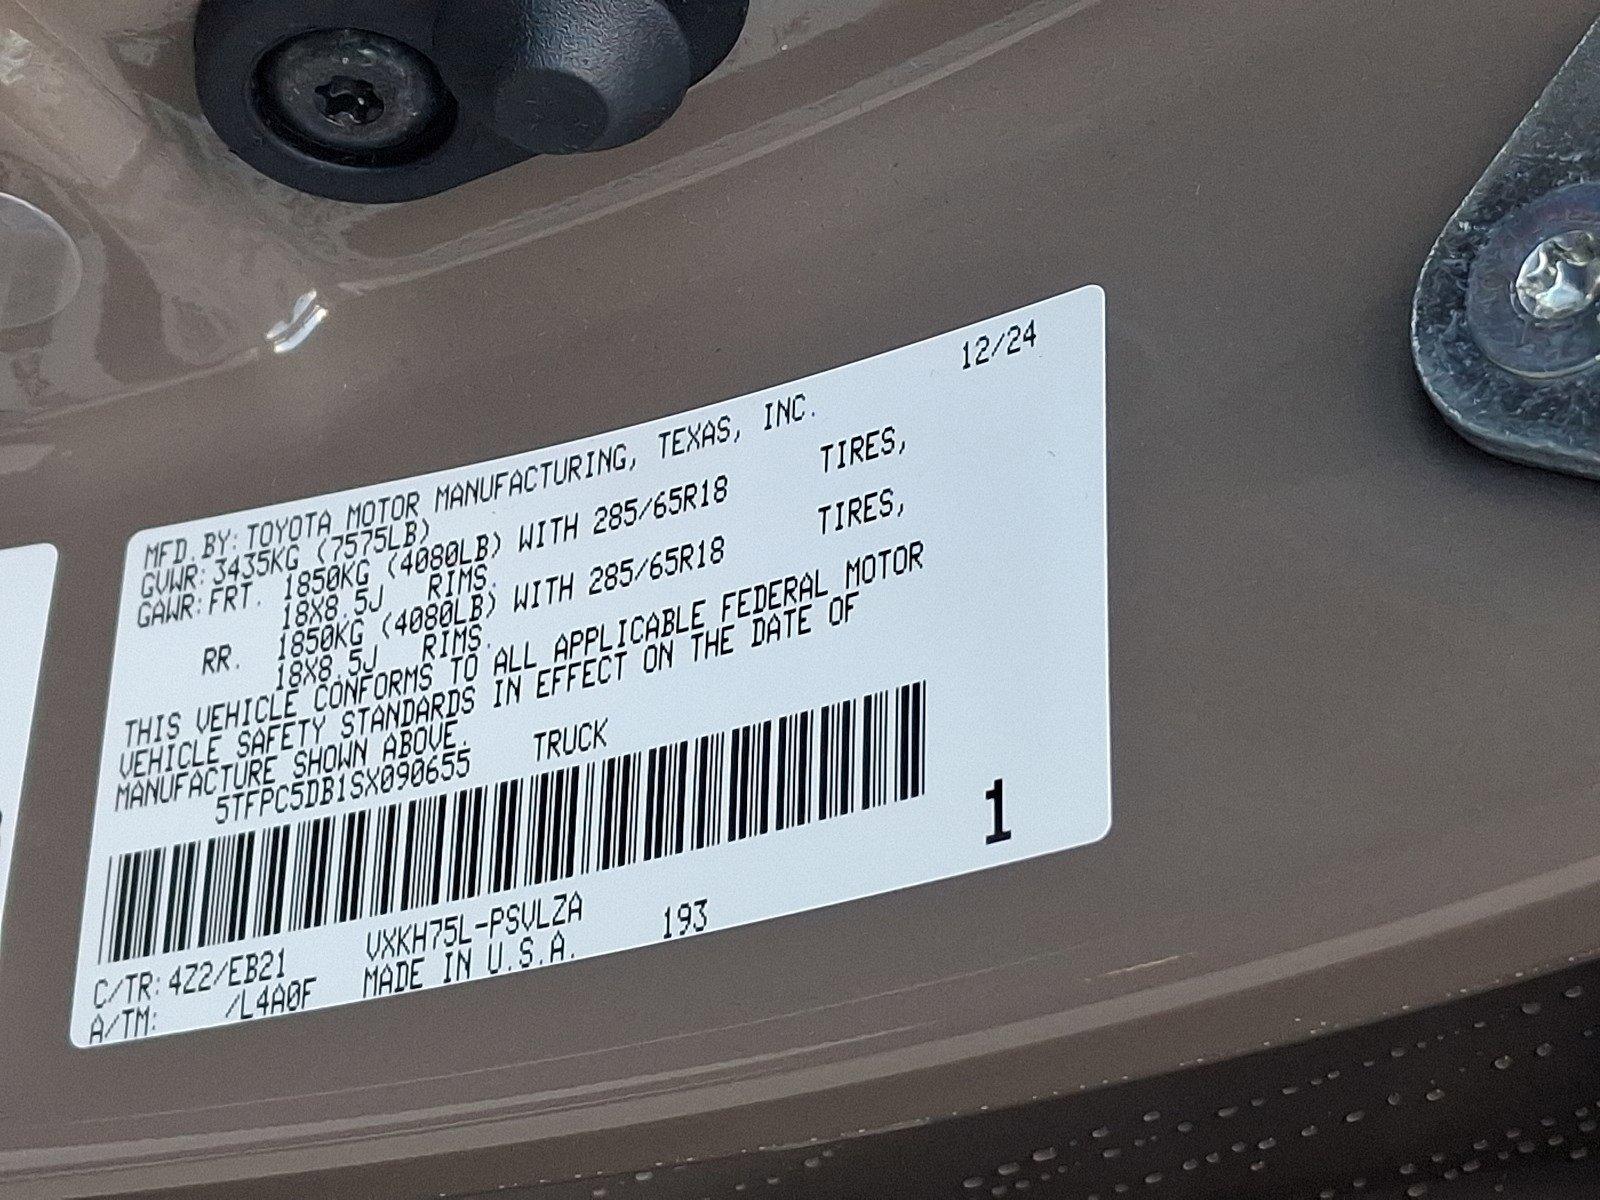 12/24
MFD.BY:TOYOTA MOTOR MANUFACTURING, TEXAS, INC.
GVWR:3435KG (7575LB)
GAWR:FRT. 1850KG (4080LB) WITH 285/65R18 TIRES,
18X8.5J RIMS.
RR. 1850KG (4080LB) WITH 285/65R18 TIRES,
18X8.5J RIMS.
THIS VEHICLE CONFORMS TO ALL APPLICABLE FEDERAL MOTOR
VEHICLE SAFETY STANDARDS IN EFFECT ON THE DATE OF
MANUFACTURE SHOWN ABOVE.
5TFPC5DB1SX090655 TRUCK
1
C/TR:4Z2/EB21 VXKH75L-PSVLZA 193
A/TM: /L4A0F MADE IN U.S.A.